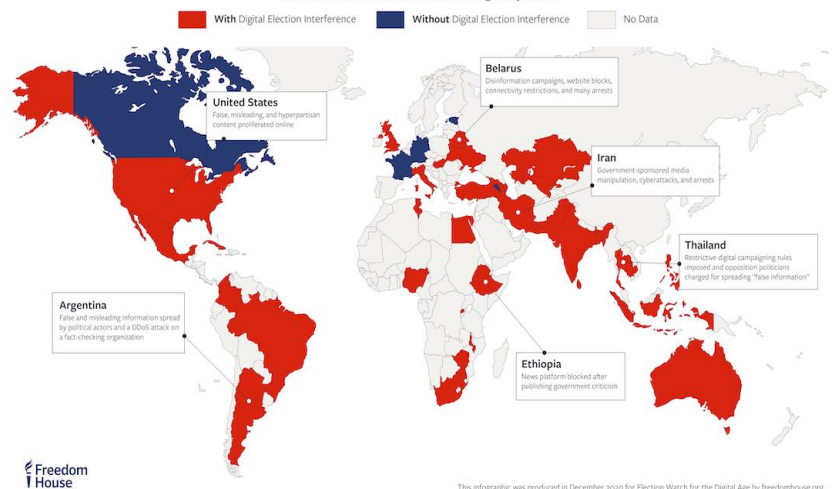 With Digital Election Interference
Without Digital Election Interference
No Data
United States
False, misleading, and hyperpartisan
content proliferated online
Belarus
Disinformation campaigns, website blocks,
connectivity restrictions, and many arrests
Iran
Government-sponsored media
manipulation, cyberattacks, and arrests
Thailand
Restrictive digital campaigning rules
imposed and opposition politicians
charged for spreading "false information"
Argentina
False and misleading information spread
by political actors and a DDoS attack on
a fact-checking organization
Ethiopia
News platform blocked after
publishing government criticism
Freedom
House
This infographic was produced in December 2020 for Election Watch for the Digital Age by freedomhouse.org